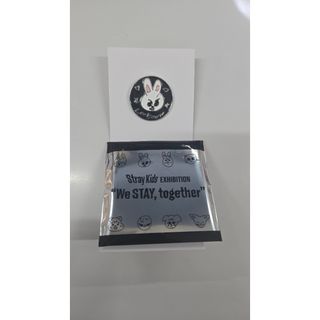 Stray Kids EXHIBITION
"We STAY, together"